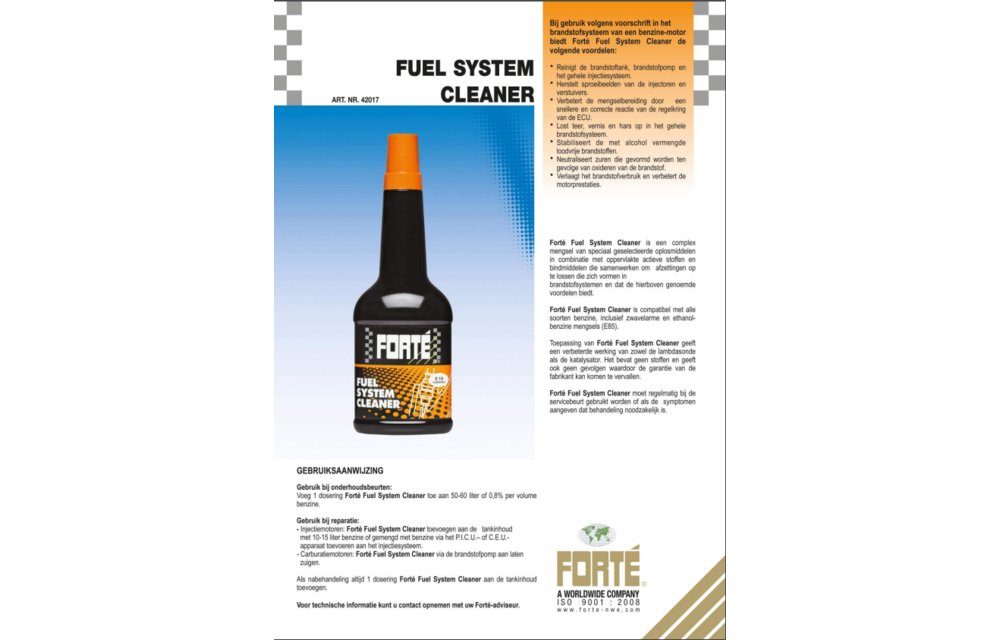 FUEL SYSTEM
CLEANER
ART. NR. 42017
Bij gebruik volgens voorschrift in het
brandstofsysteem van een benzine-motor
biedt Forté Fuel System Cleaner de
volgende voordelen:
• Reinigt de brandstoftank, brandstofpomp en
het gehele injectiesysteem.
• Herstelt sproeibeelden van de injectoren en
verstuivers.
• Verbetert de mengselbereiding door een
snellere en correcte reactie van de regelkring
van de ECU.
• Lost teer, vernis en hars op in het gehele
brandstofsysteem.
• Stabiliseert de met alcohol vermengde
loodvrije brandstoffen.
• Neutraliseert zuren die gevormd worden ten
gevolge van oxideren van de brandstof.
• Verlaagt het brandstofverbruik en verbetert de
motorprestaties.
Forté Fuel System Cleaner is een complex
mengsel van speciaal geselecteerde oplosmiddelen
in combinatie met oppervlakte actieve stoffen en
bindmiddelen die samenwerken om afzettingen op
te lossen die zich vormen in
brandstofsystemen en dat de hierboven genoemde
voordelen biedt.
Forté Fuel System Cleaner is compatibel met alle
soorten benzine, inclusief zwavelarme en ethanol-
benzine mengsels (E85).
Toepassing van Forté Fuel System Cleaner geeft
een verbeterde werking van zowel de lambdasonde
als de katalysator. Het bevat geen stoffen en geeft
ook geen gevolgen waardoor de garantie van de
fabrikant kan komen te vervallen.
Forté Fuel System Cleaner moet regelmatig bij de
servicebeurt gebruikt worden of als de symptomen
aangeven dat behandeling noodzakelijk is.
FORTÉ
FUEL
SYSTEM
CLEANER
E 10
GEBRUIKSAANWIJZING
Gebruik bij onderhoudsbeurten:
Voeg 1 dosering Forté Fuel System Cleaner toe aan 50-60 liter of 0,8% per volume
benzine.
Gebruik bij reparatie:
- Injectiemotoren: Forté Fuel System Cleaner toevoegen aan de tankinhoud
met 10-15 liter benzine of gemengd met benzine via het P.I.C.U.– of C.E.U.-
apparaat toevoeren aan het injectiesysteem.
- Carburatiemotoren: Forté Fuel System Cleaner via de brandstofpomp aan laten
zuigen.
Als nabehandeling altijd 1 dosering Forté Fuel System Cleaner aan de tankinhoud
toevoegen.
Voor technische informatie kunt u contact opnemen met uw Forté-adviseur.
FORTÉ®
A WORLDWIDE COMPANY
ISO 9001 : 2008
www.forte-nwe.com